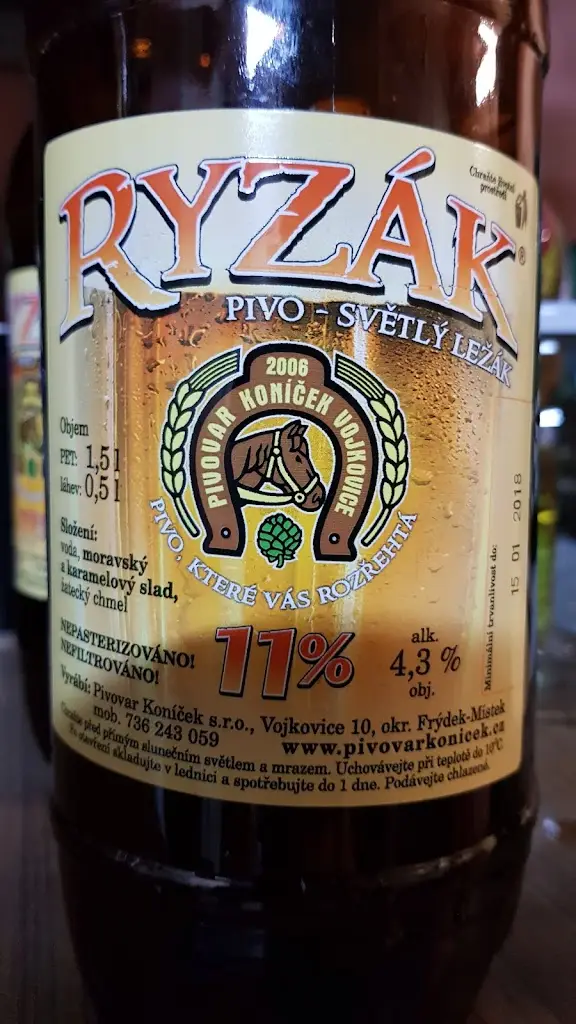 RYZÁK®
Chraňte životní
prostředí
PIVO - SVĚTLÝ LEŽÁK
2006
PIVOVAR KONÍČEK VOJKOVICE
PIVO, KTERÉ VÁS ROZŘEHTÁ
Objem
PET: 1,5 l
láhev: 0,5 l
Složení:
voda, moravský
a karamelový slad,
žatecký chmel
NEPASTERIZOVÁNO!
NEFILTROVÁNO!
11%
alk.
4,3 %
obj.
Minimální trvanlivost do:
15 01 2018
Vyrábí: Pivovar Koníček s.r.o., Vojkovice 10, okr. Frýdek-Místek
mob. 736 243 059
www.pivovarkonicek.cz
Chraňte před přímým slunečním světlem a mrazem. Uchovávejte při teplotě do 10°C.
Po otevření skladujte v lednici a spotřebujte do 1 dne. Podávejte chlazené.